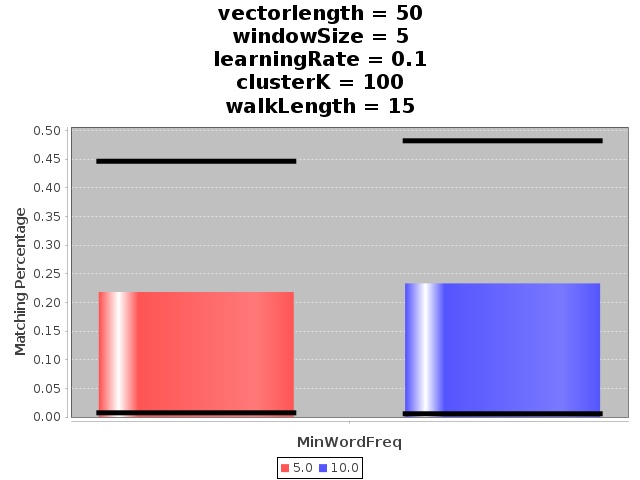 vectorlength = 50
windowSize = 5
learningRate = 0.1
clusterK = 100
walkLength = 15
0.50
0.45
0.40
0.35
0.30
0.25
0.20
0.15
0.10
0.05
0.00
Matching Percentage
MinWordFreq
5.0 10.0